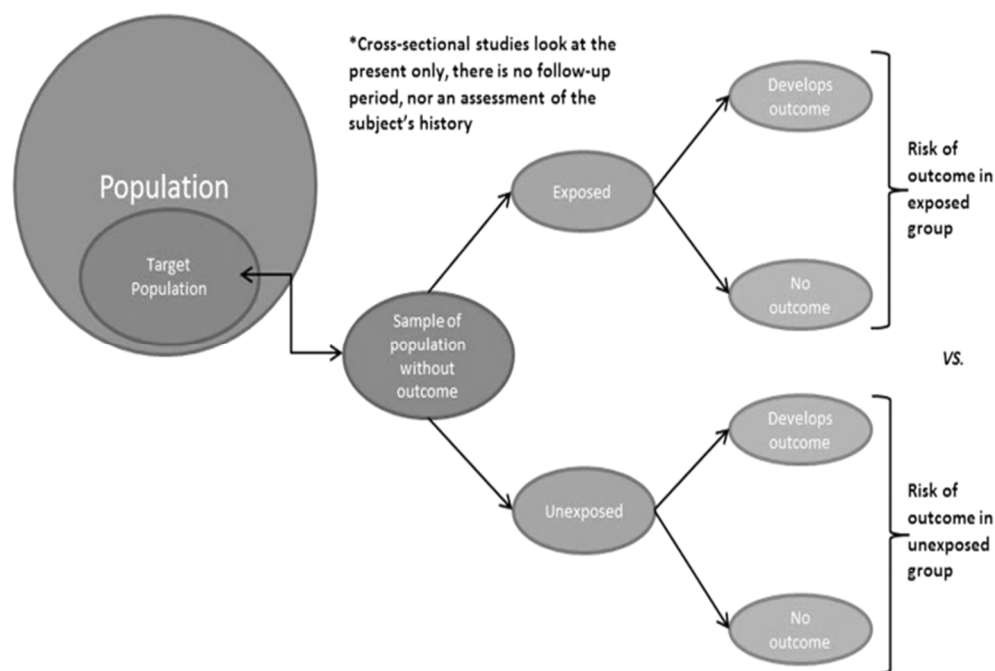 *Cross-sectional studies look at the
present only, there is no follow-up
period, nor an assessment of the
subject's history
Population
Target
Population
Sample of
population
without
outcome
Exposed
Unexposed
Develops
outcome
No
outcome
Risk of
outcome in
exposed
group
VS.
Develops
outcome
No
outcome
Risk of
outcome in
unexposed
group